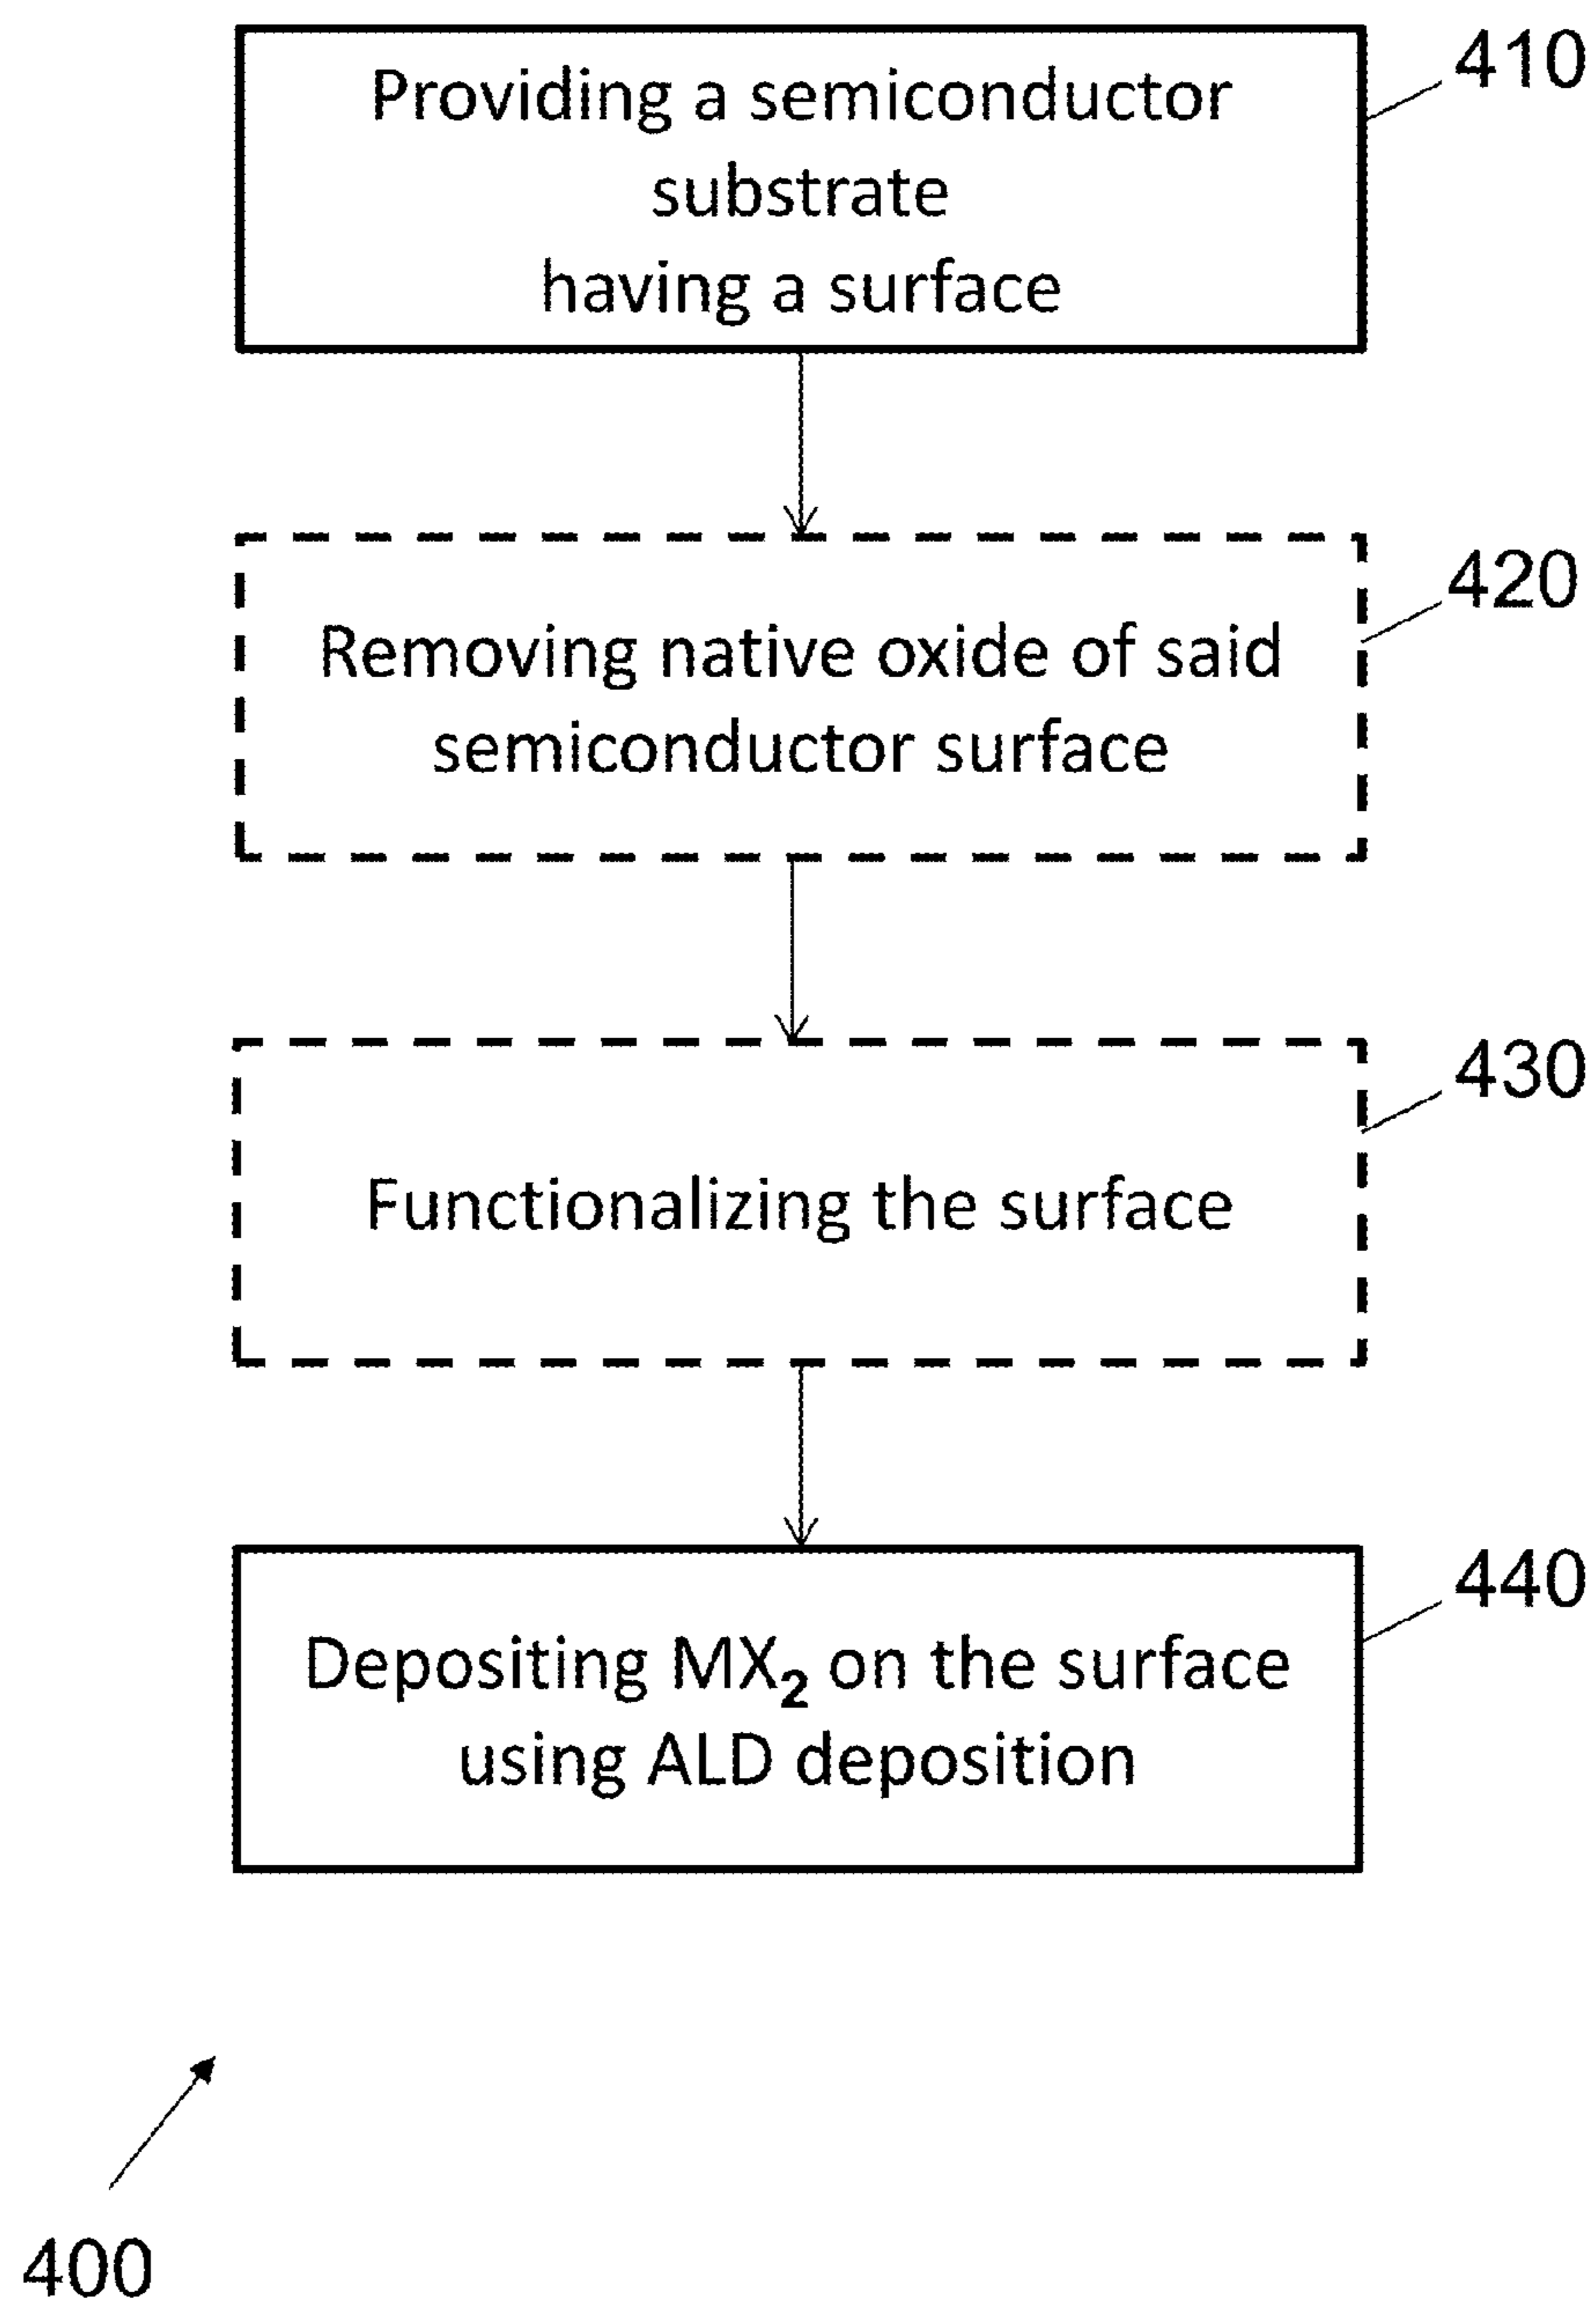 410
Providing a semiconductor
substrate
having a surface
420
Removing native oxide of said
semiconductor surface
430
Functionalizing the surface
440
Depositing MX₂ on the surface
using ALD deposition
400